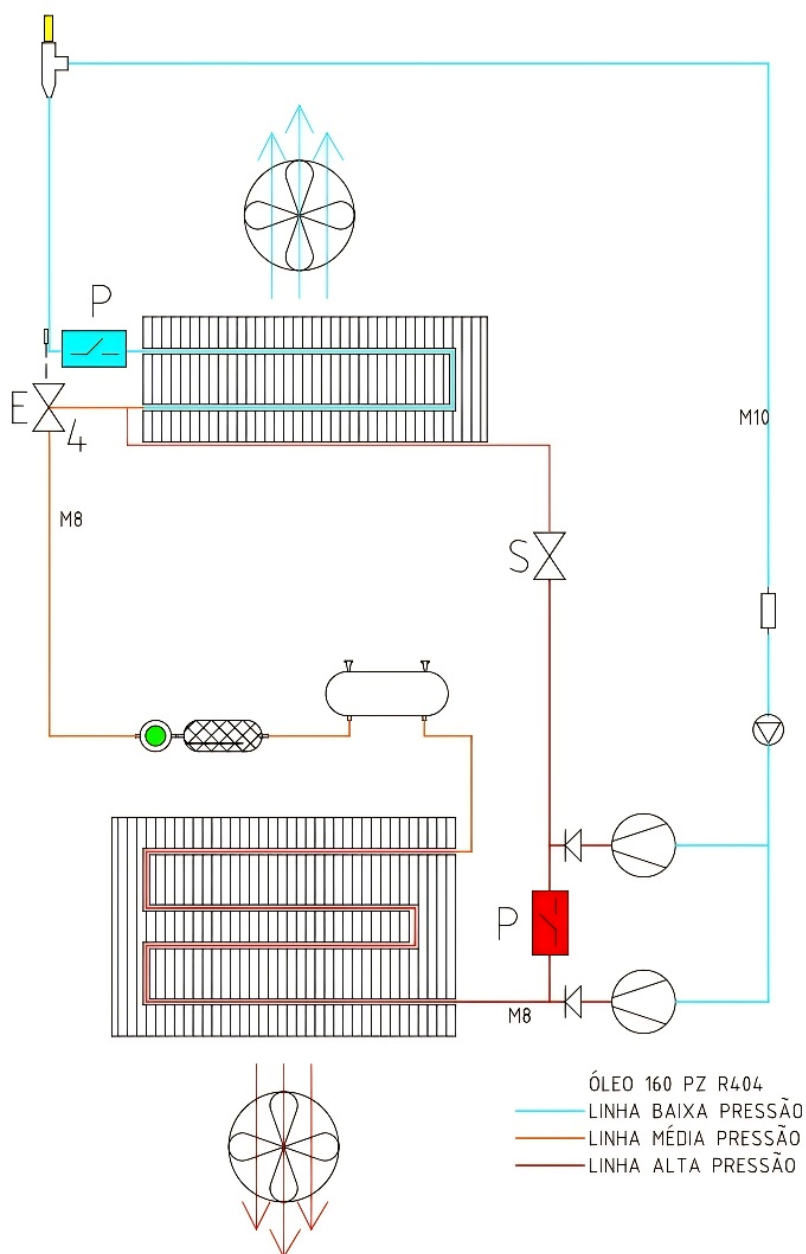 P
E
4
M10
M8
S
P
M8
ÓLEO 160 PZ R404
LINHA BAIXA PRESSÃO
LINHA MÉDIA PRESSÃO
LINHA ALTA PRESSÃO